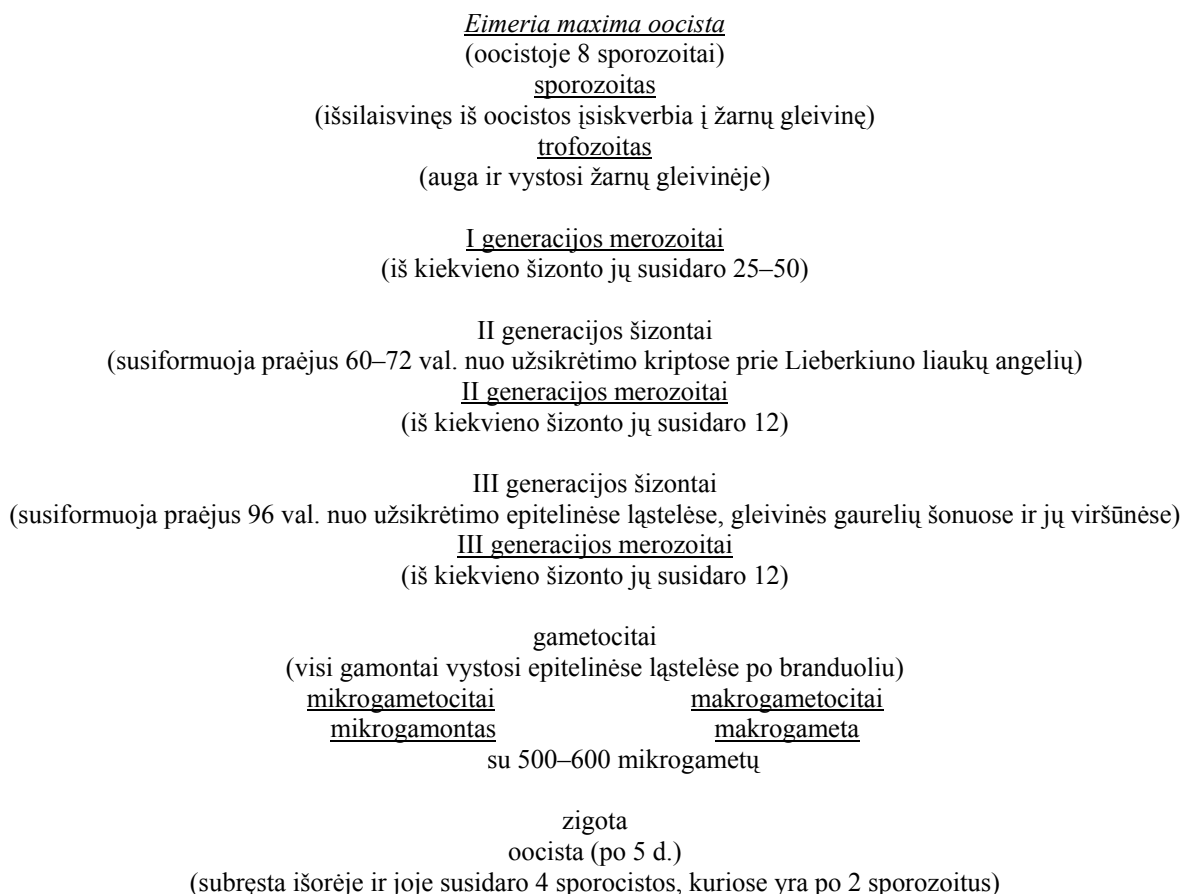 Eimeria maxima oocista
(oocistoje 8 sporozoitai)
sporozoitas
(išsilaisvinęs iš oocistos įsiskverbia į žarnų gleivinę)
trofozoitas
(auga ir vystosi žarnų gleivinėje)
I generacijos merozoitai
(iš kiekvieno šizonto jų susidaro 25–50)
II generacijos šizontai
(susiformuoja praėjus 60–72 val. nuo užsikrėtimo kriptose prie Lieberkiuno liaukų angelių)
II generacijos merozoitai
(iš kiekvieno šizonto jų susidaro 12)
III generacijos šizontai
(susiformuoja praėjus 96 val. nuo užsikrėtimo epitelinėse ląstelėse, gleivinės gaurelių šonuose ir jų viršūnėse)
III generacijos merozoitai
(iš kiekvieno šizonto jų susidaro 12)
gametocitai
(visi gamontai vystosi epitelinėse ląstelėse po branduoliu)
mikrogametocitai makrogametocitai
mikrogamontas makrogameta
su 500–600 mikrogametų
zigota
oocista (po 5 d.)
(subręsta išorėje ir joje susidaro 4 sporocistos, kuriose yra po 2 sporozoitus)